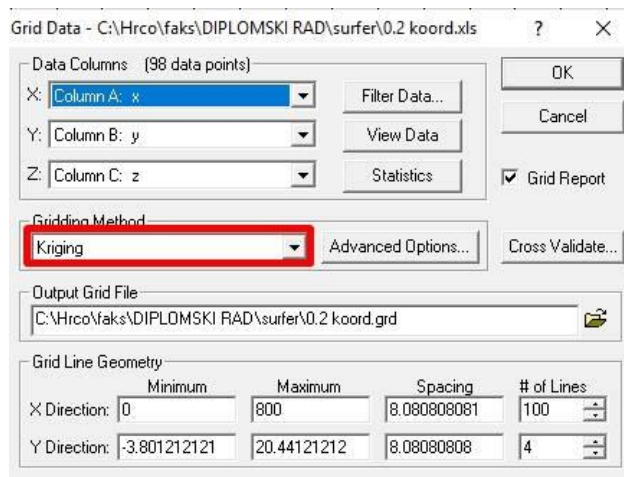 Grid Data - C:\Hrco\faks\DIPLOMSKI RAD\surfer\0.2 koord.xls ? ×
Data Columns (98 data points)
OK
X: Column A: x
Filter Data...
Cancel
Y: Column B: y
View Data
Z: Column C: z
Statistics
Grid Report
Gridding Method
Kriging
Advanced Options...
Cross Validate...
Output Grid File
C:\Hrco\faks\DIPLOMSKI RAD\surfer\0.2 koord.grd
Grid Line Geometry
Minimum Maximum Spacing # of Lines
X Direction: 0 800 8.080808081 100
Y Direction: -3.801212121 20.44121212 8.08080808 4